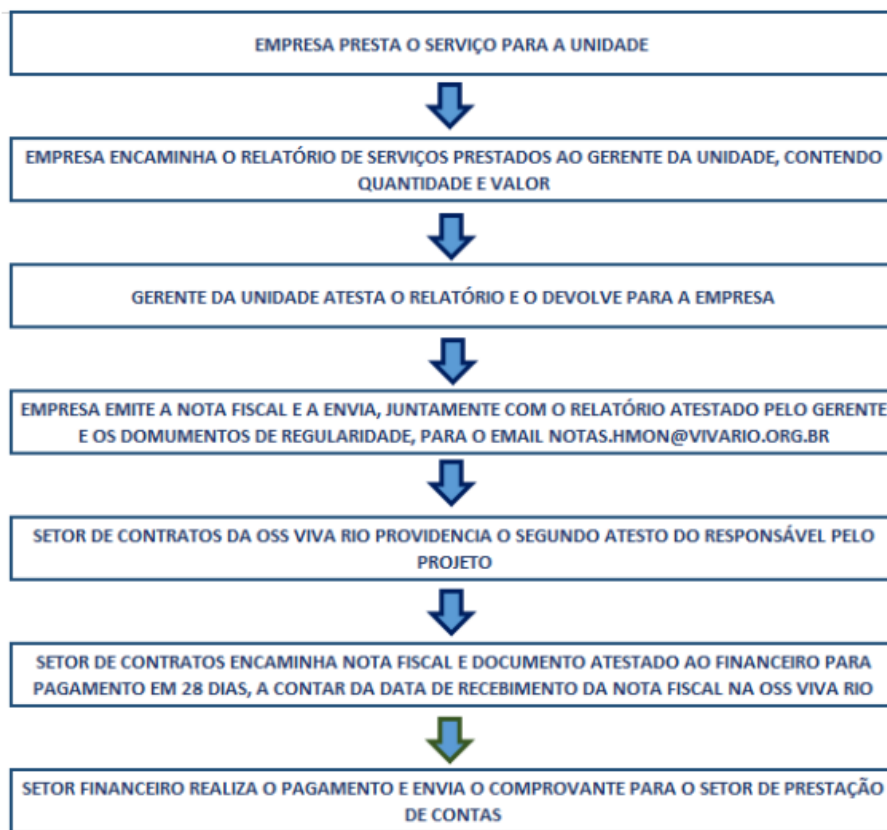 EMPRESA PRESTA O SERVIÇO PARA A UNIDADE
EMPRESA ENCAMINHA O RELATÓRIO DE SERVIÇOS PRESTADOS AO GERENTE DA UNIDADE, CONTENDO
QUANTIDADE E VALOR
GERENTE DA UNIDADE ATESTA O RELATÓRIO E O DEVOLVE PARA A EMPRESA
EMPRESA EMITE A NOTA FISCAL E A ENVIA, JUNTAMENTE COM O RELATÓRIO ATESTADO PELO GERENTE
E OS DOMUMENTOS DE REGULARIDADE, PARA O EMAIL NOTAS.HMON@VIVARIO.ORG.BR
SETOR DE CONTRATOS DA OSS VIVA RIO PROVIDENCIA O SEGUNDO ATESTO DO RESPONSÁVEL PELO
PROJETO
SETOR DE CONTRATOS ENCAMINHA NOTA FISCAL E DOCUMENTO ATESTADO AO FINANCEIRO PARA
PAGAMENTO EM 28 DIAS, A CONTAR DA DATA DE RECEBIMENTO DA NOTA FISCAL NA OSS VIVA RIO
SETOR FINANCEIRO REALIZA O PAGAMENTO E ENVIA O COMPROVANTE PARA O SETOR DE PRESTAÇÃO
DE CONTAS